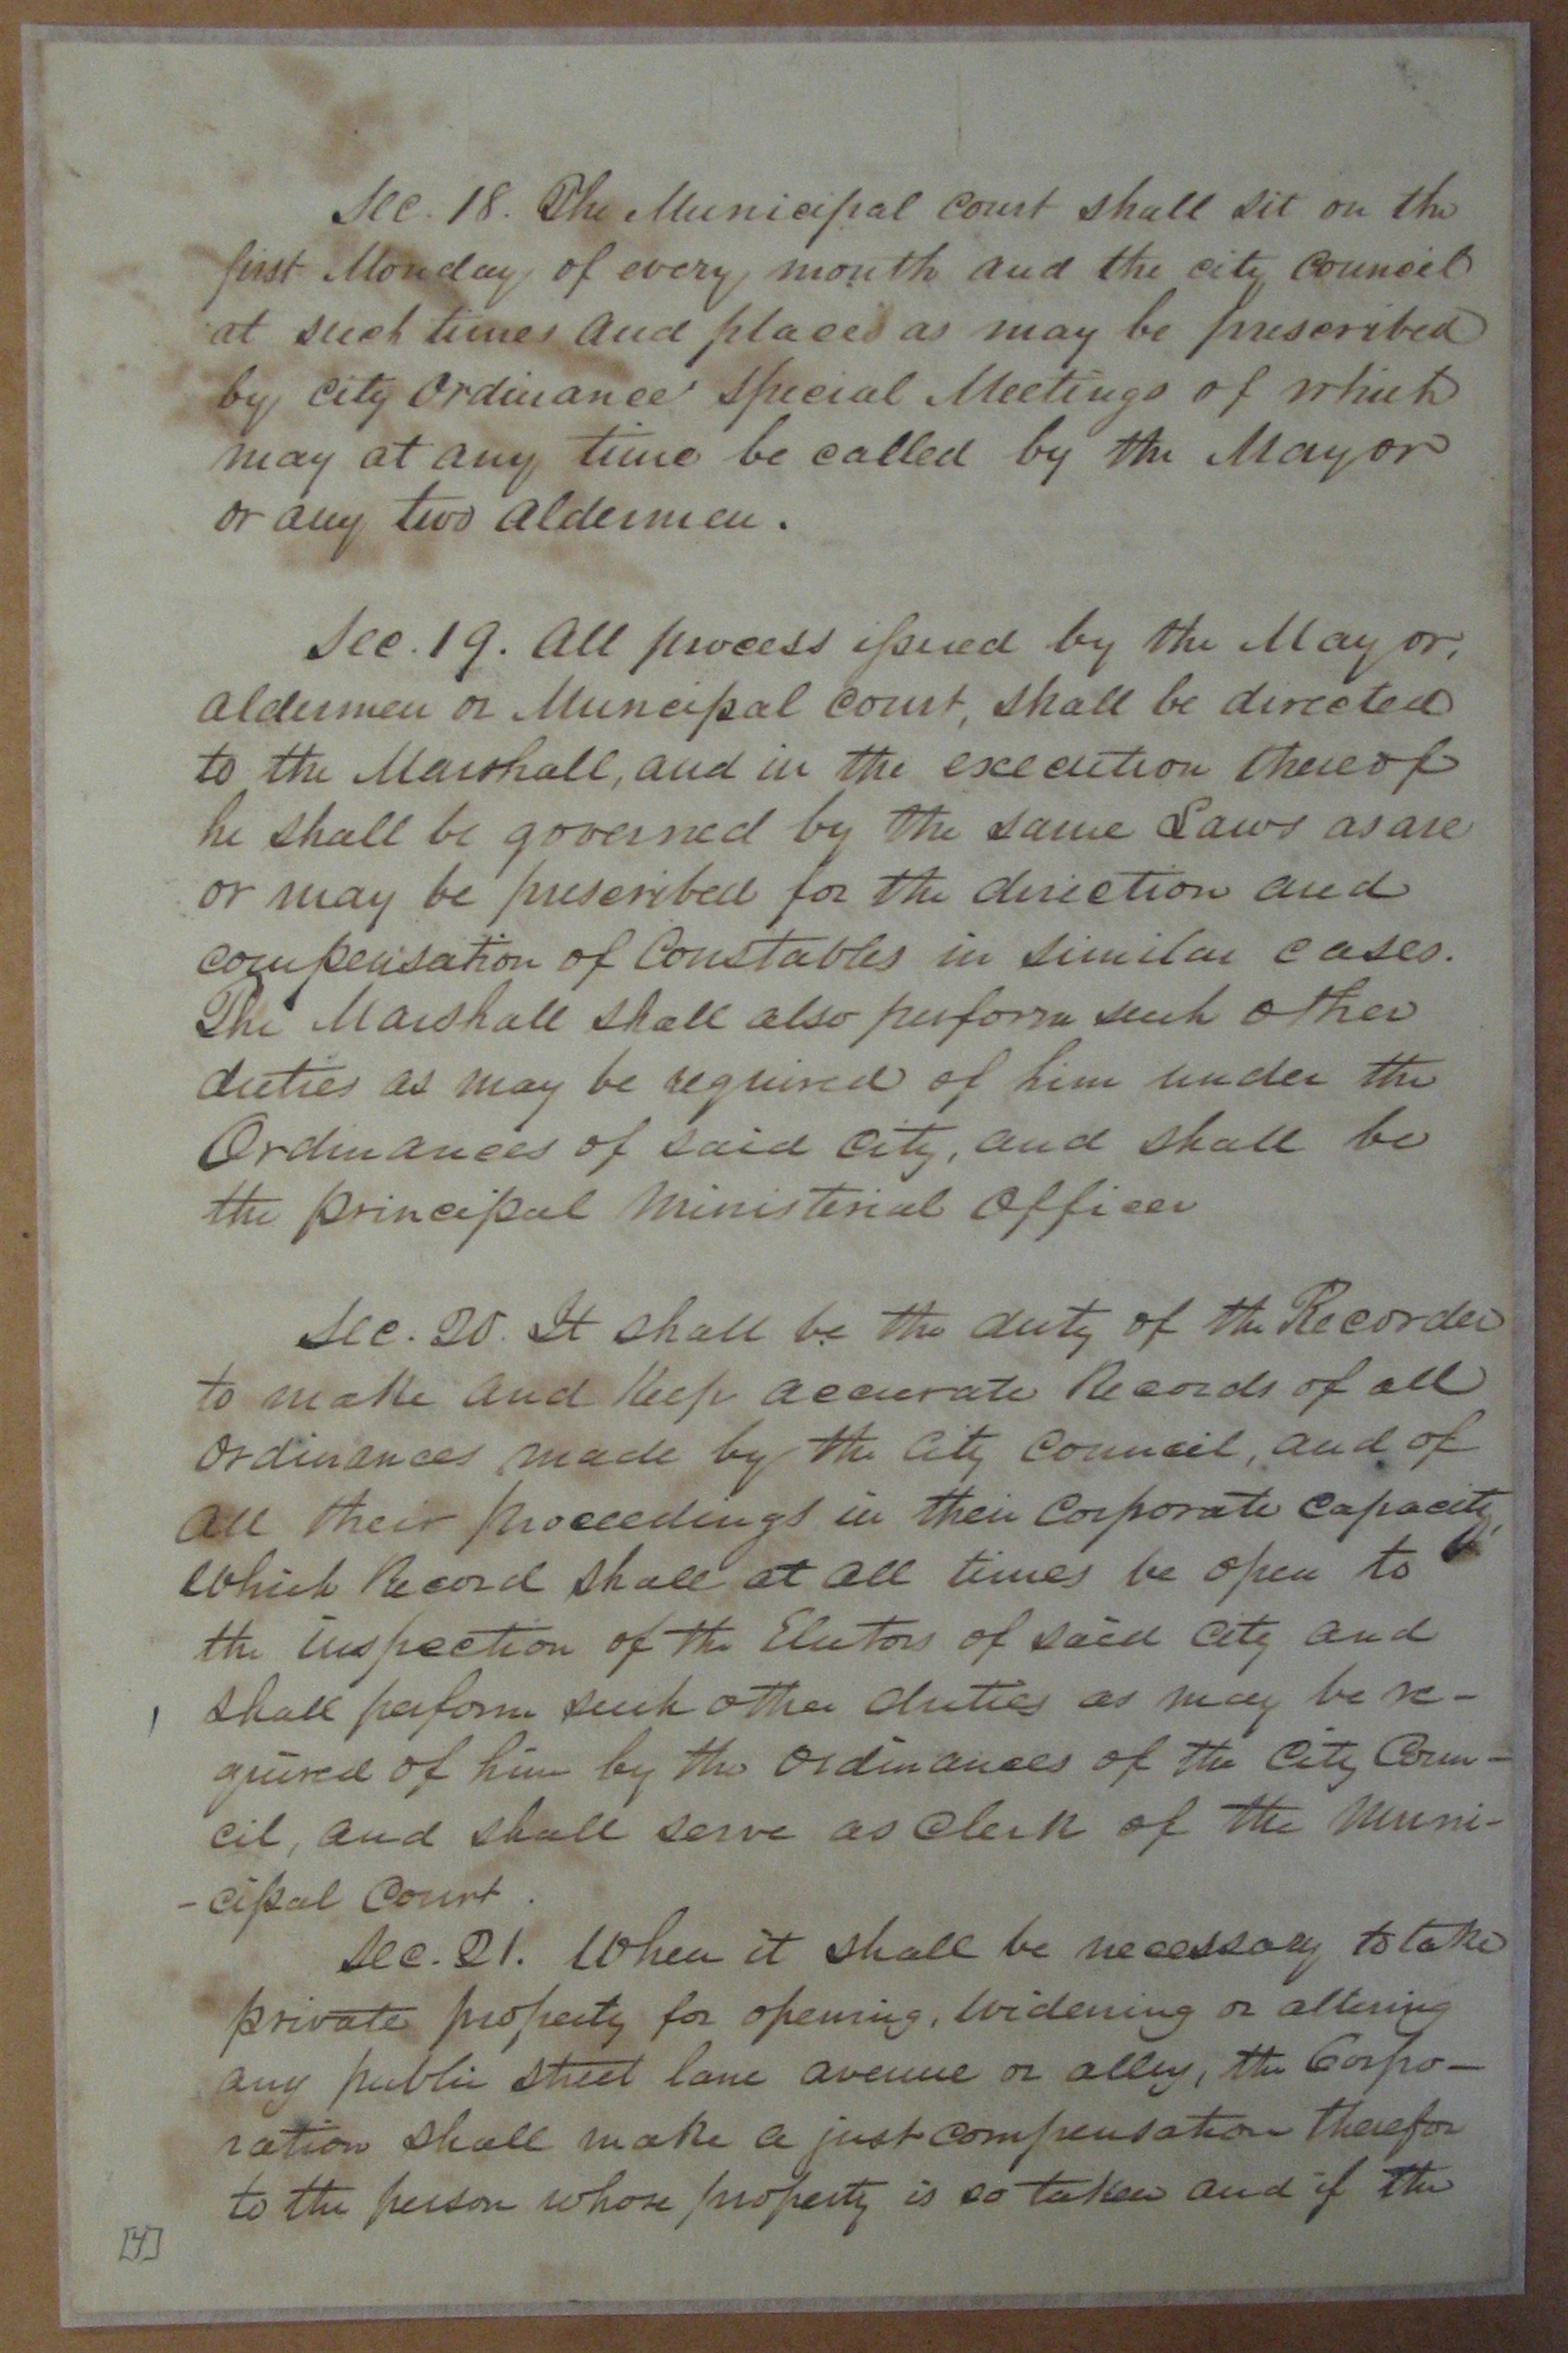 Sec. 18. The Municipal court shall sit on the
first Monday of every month and the city council
at such times and places as may be prescribed
by city Ordinance special Meetings of which
may at any time be called by the Mayor
or any two aldermen.
Sec. 19. All process issued by the Mayor,
aldermen or Muncipal court, shall be directed
to the Marshall, and in the execution thereof
he shall be governed by the same Laws as are
or may be prescribed for the direction and
compensation of Constables in similar cases.
The Marshall shall also perform such other
duties as may be required of him under the
Ordinances of said city, and shall be
the principal Ministerial Officer
Sec. 20. It shall be the duty of the Recorder
to make and Keep accurate Records of all
Ordinances made by the City Council, and of
all their proceedings in their corporate capacity,
which Record shall at all times be open to
the inspection of the Electors of said city and
shall perform such other duties as may be re-
quired of him by the Ordinances of the City Coun-
cil, and shall serve as Clerk of the Muni-
-cipal Court.
Sec. 21. When it shall be necessary to take
private property for opening, widening or altering
any public street lane avenue or alley, the Corpo-
ration shall make a just compensation therefor
to the person whose property is so taken and if the
[4]